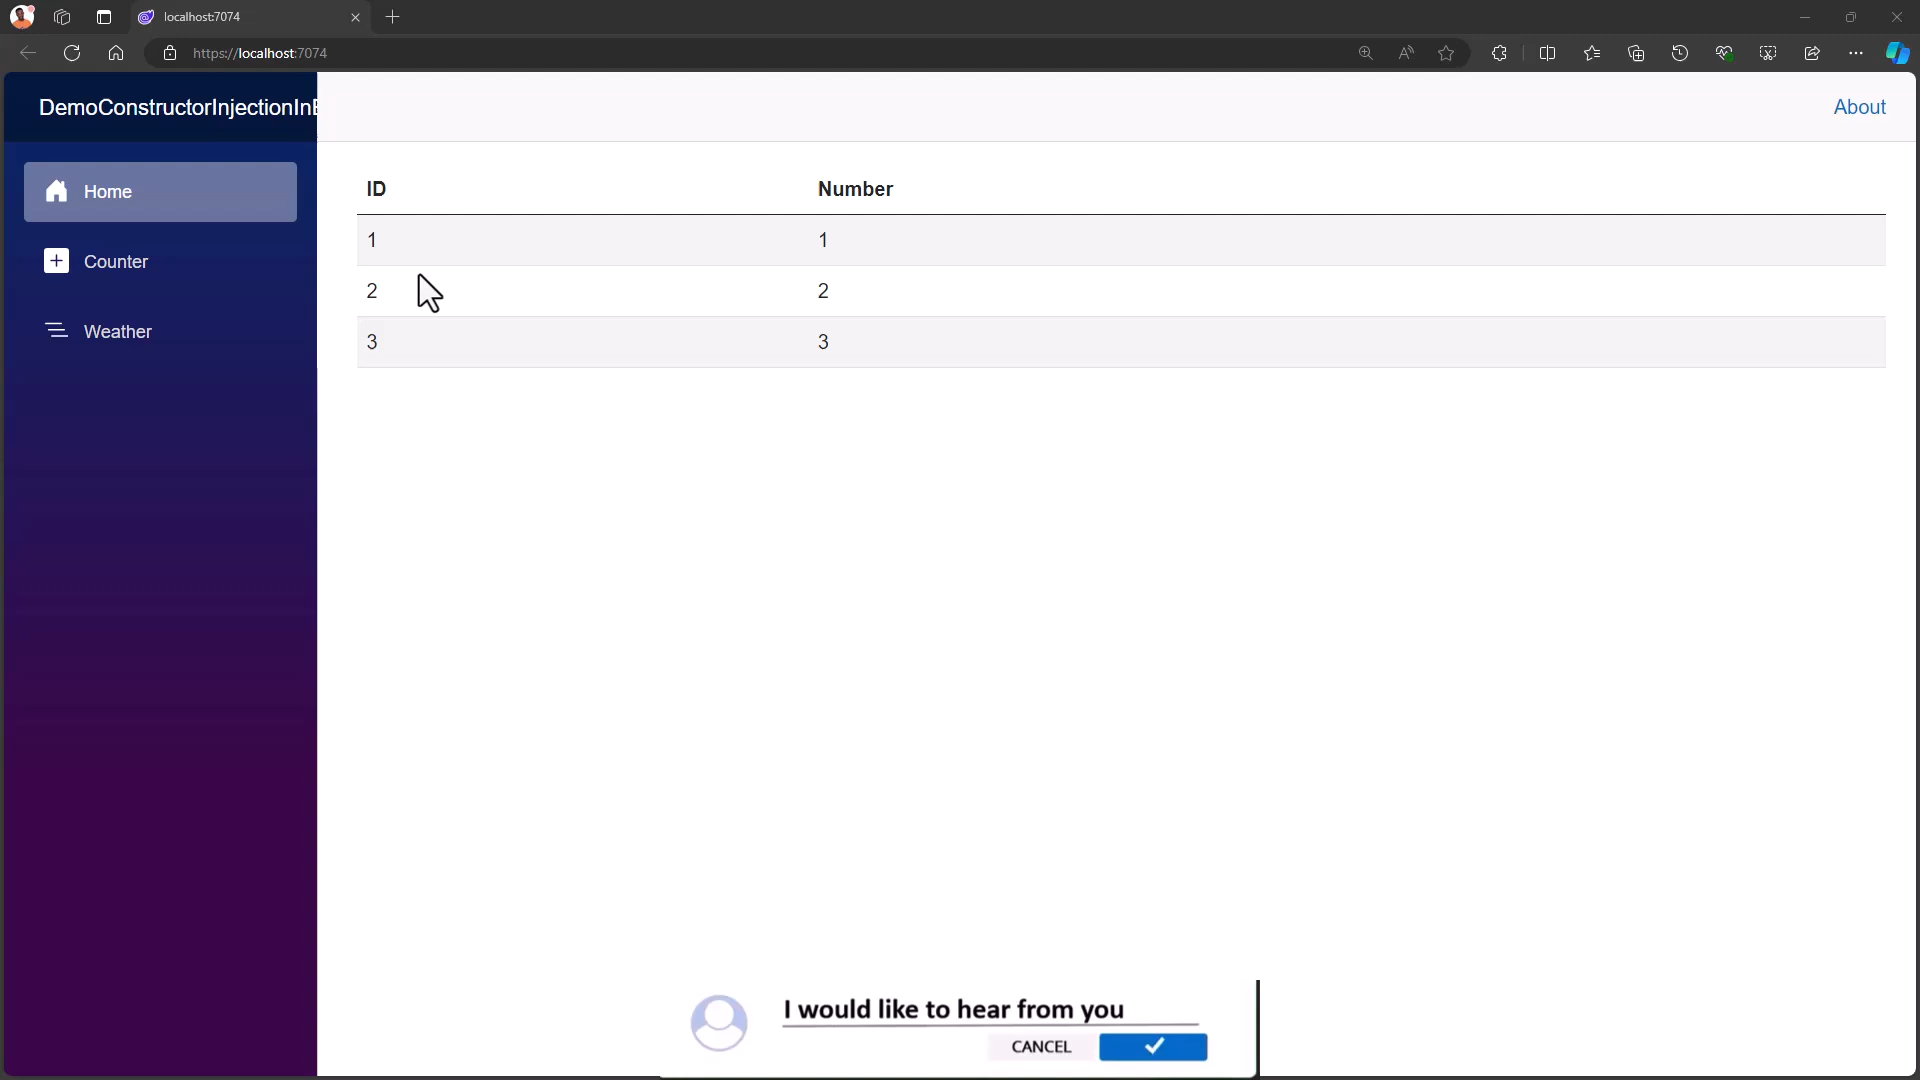 localhost:7074
https://localhost:7074
DemoConstructorInjectionInB
About
Home
Counter
Weather
ID Number
1 1
2 2
3 3
I would like to hear from you
CANCEL